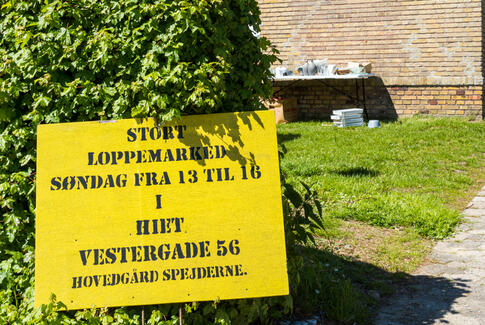 STORT
LOPPEMARKED
SØNDAG FRA 13 TIL 16
I
HIET
VESTERGADE 56
HOVEDGÅRD SPEJDERNE.